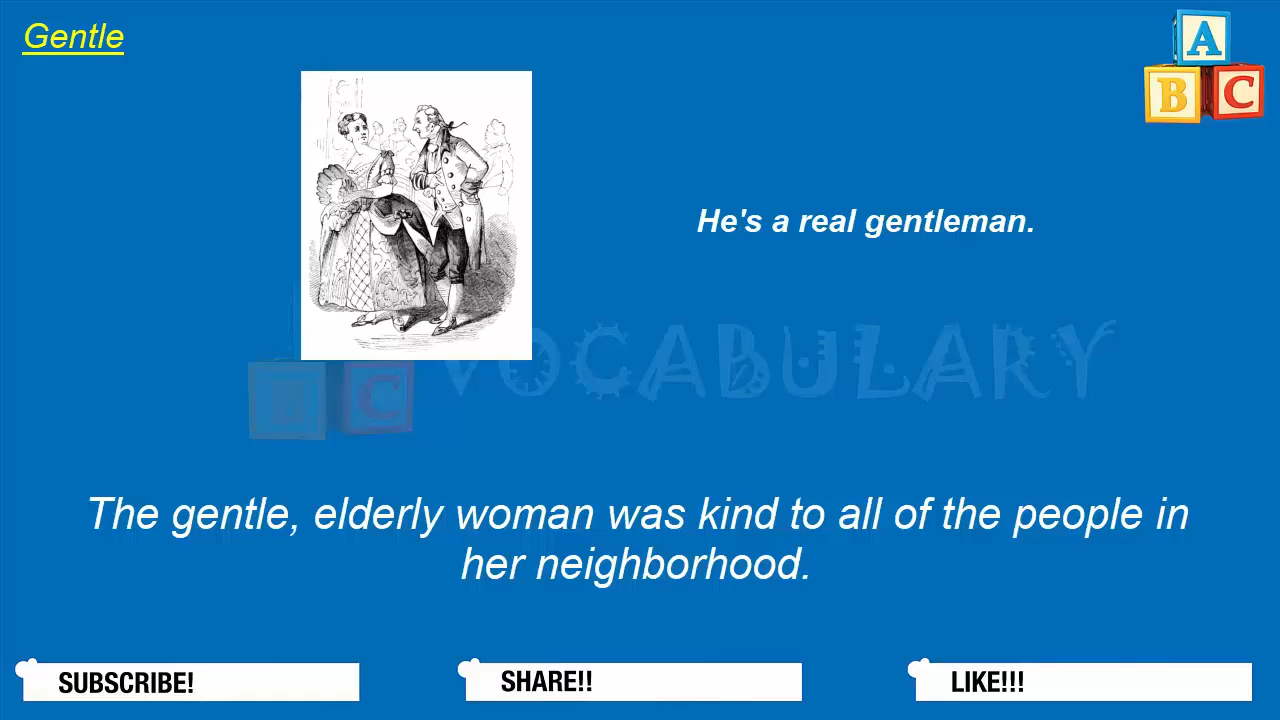 Gentle
A
B C
He's a real gentleman.
B C VOCABULARY
The gentle, elderly woman was kind to all of the people in
her neighborhood.
SUBSCRIBE! SHARE!! LIKE!!!